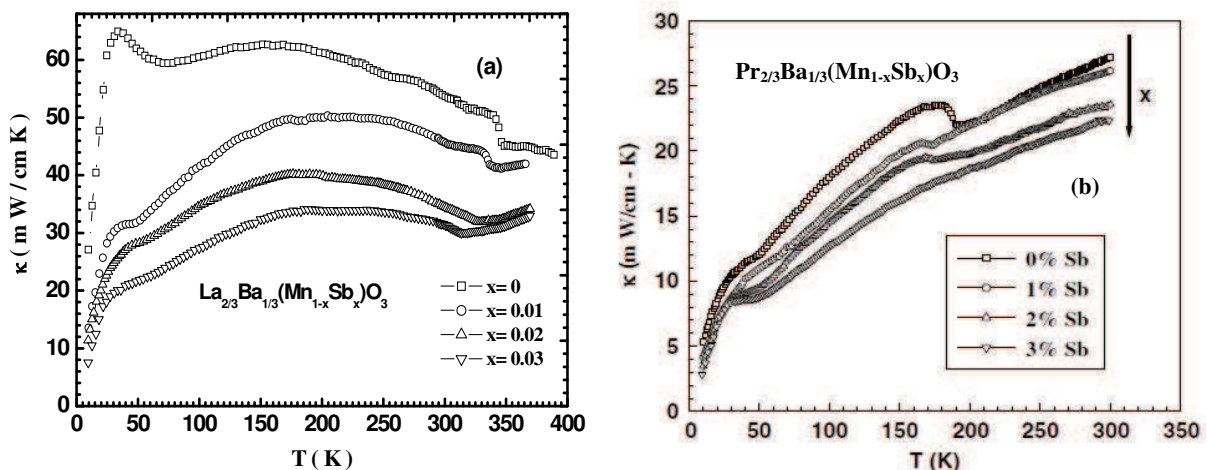 (a)
κ ( m W / cm K )
60
50
40
30
20
10
0
La2/3Ba1/3(Mn1-xSbx)O3
x= 0
x= 0.01
x= 0.02
x= 0.03
0 50 100 150 200 250 300 350 400
T ( K )
b
Pr2/3Ba1/3(Mn1-xSbx)O3
X
κ (m W/cm - K)
30
25
20
15
10
5
0
(b)
0% Sb
1% Sb
2% Sb
3% Sb
0 50 100 150 200 250 300 350
T (K)